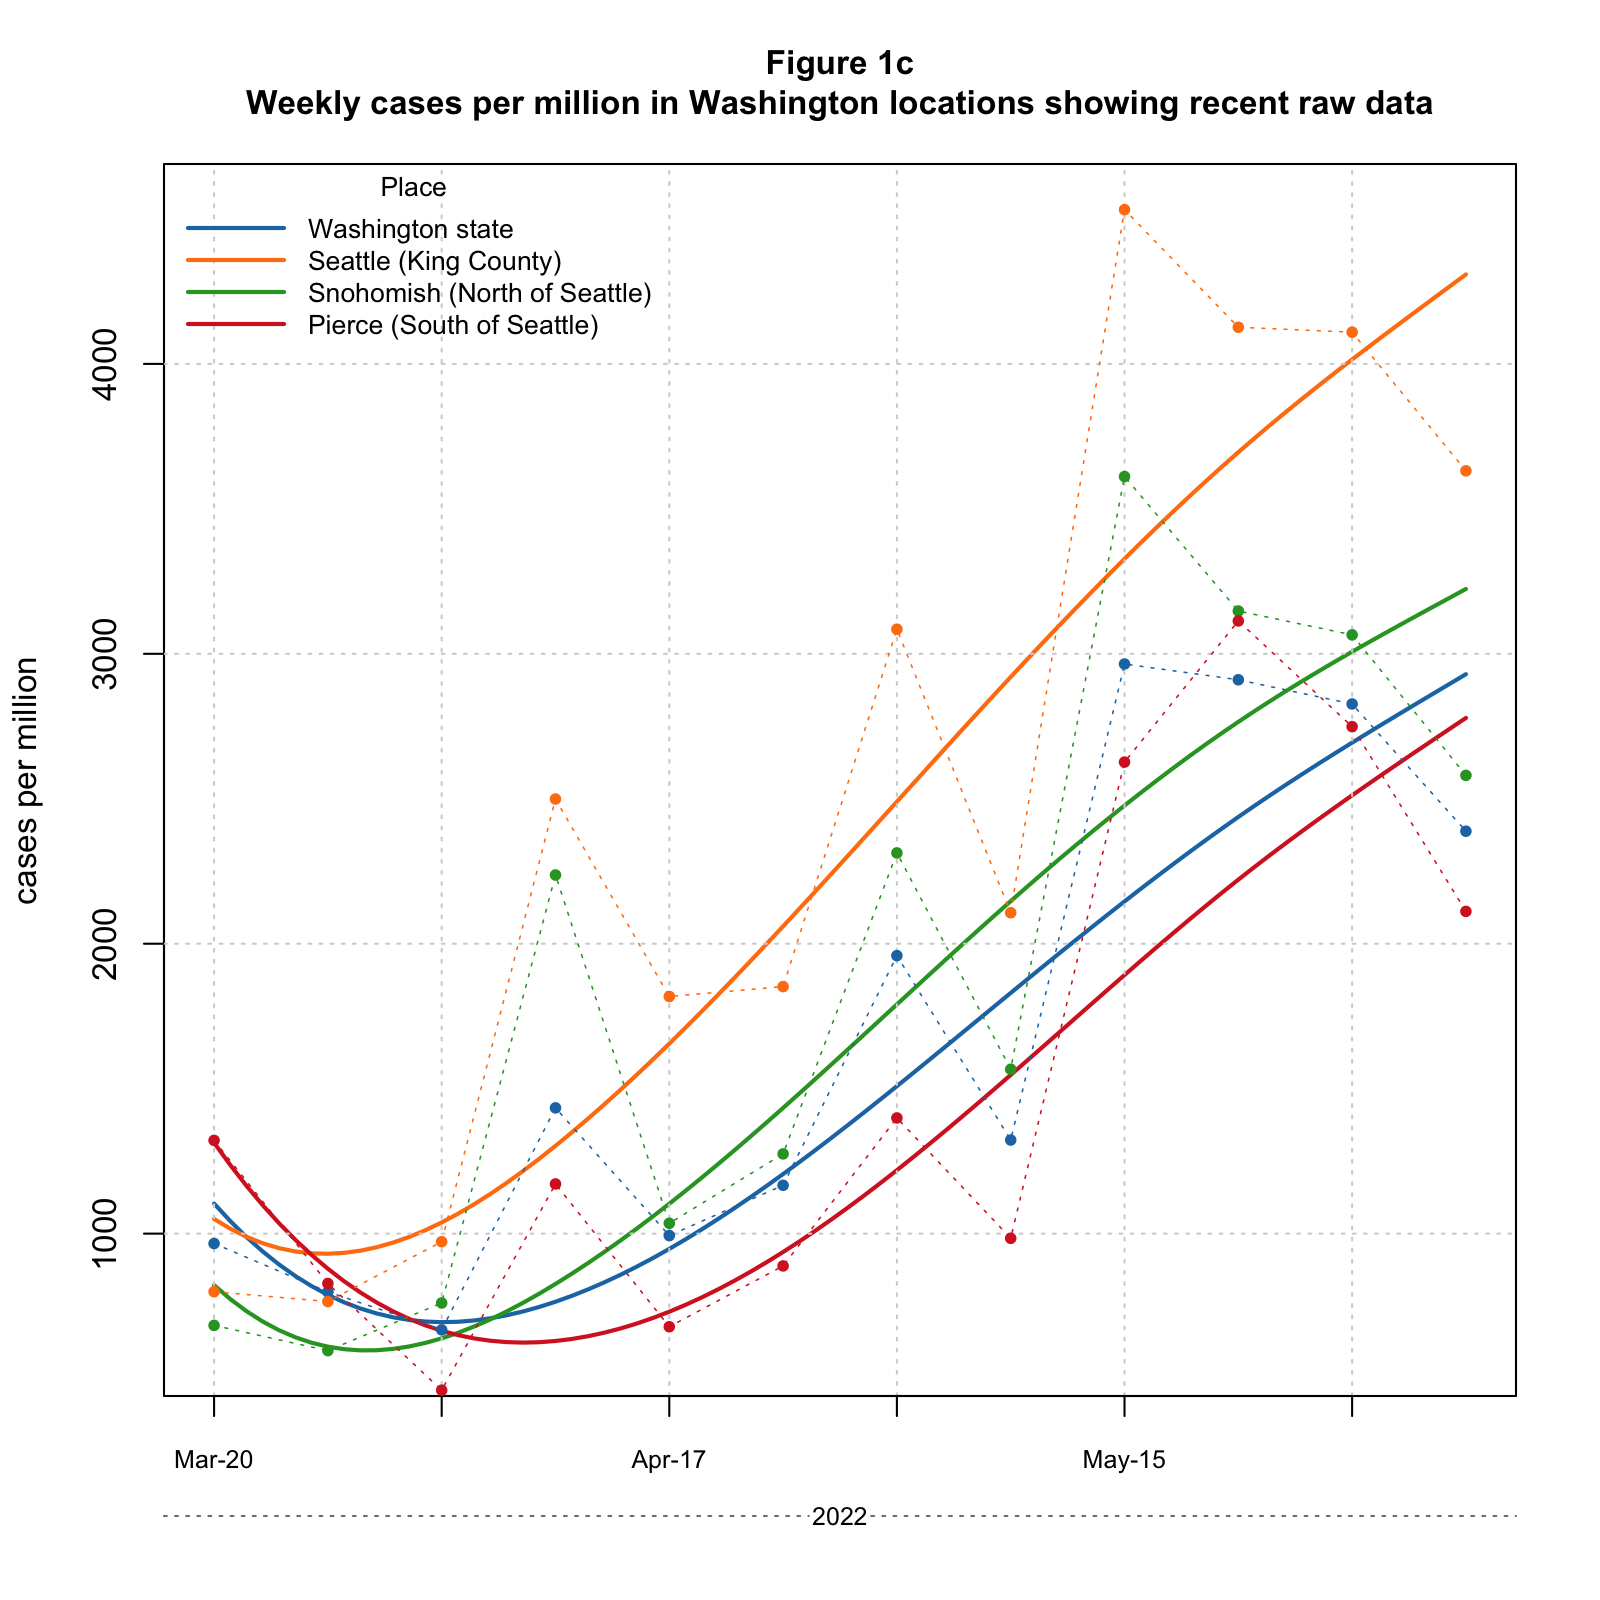 Figure 1c
Weekly cases per million in Washington locations showing recent raw data
Place
Washington state
Seattle (King County)
Snohomish (North of Seattle)
Pierce (South of Seattle)
cases per million
4000
3000
2000
1000
Mar-20
Apr-17
May-15
2022